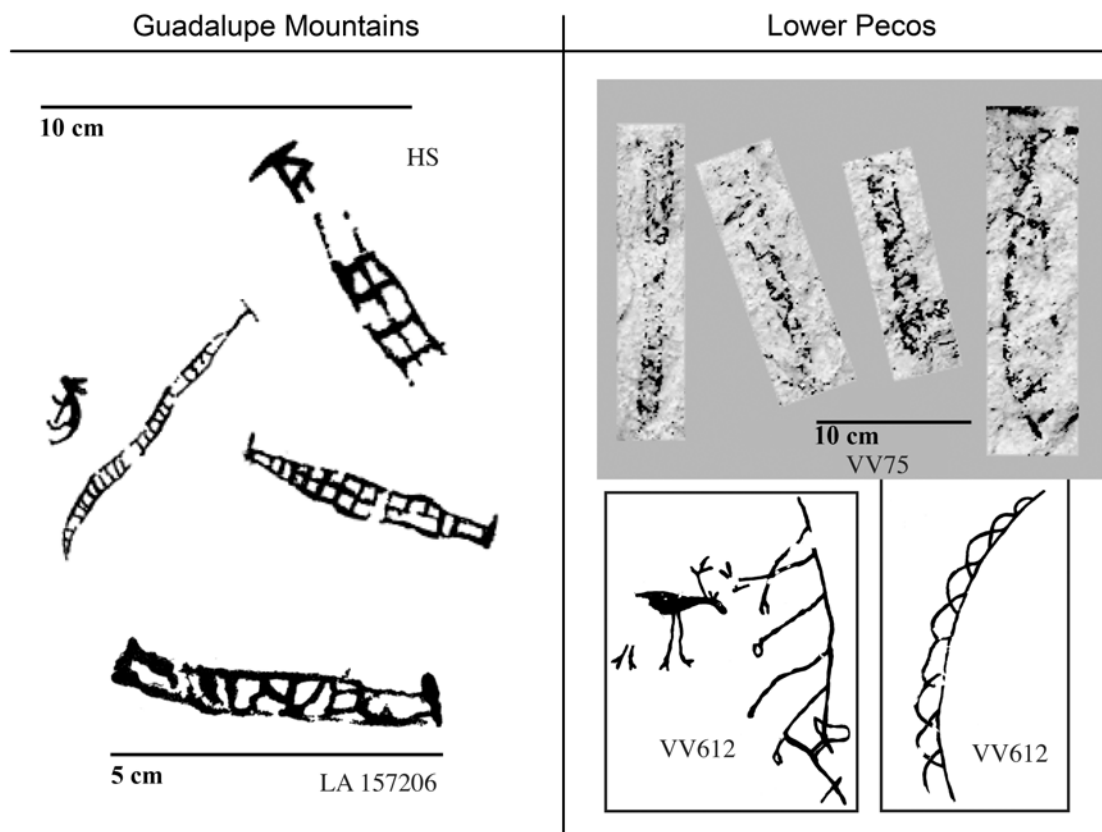 Guadalupe Mountains
Lower Pecos
10 cm
HS
5 cm
LA 157206
10 cm
VV75
VV612
VV612